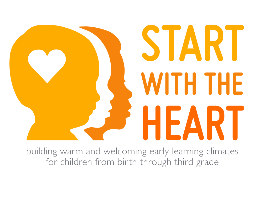 START
WITH THE
HEART
building warm and welcoming early learning climates
for children from birth through third grade